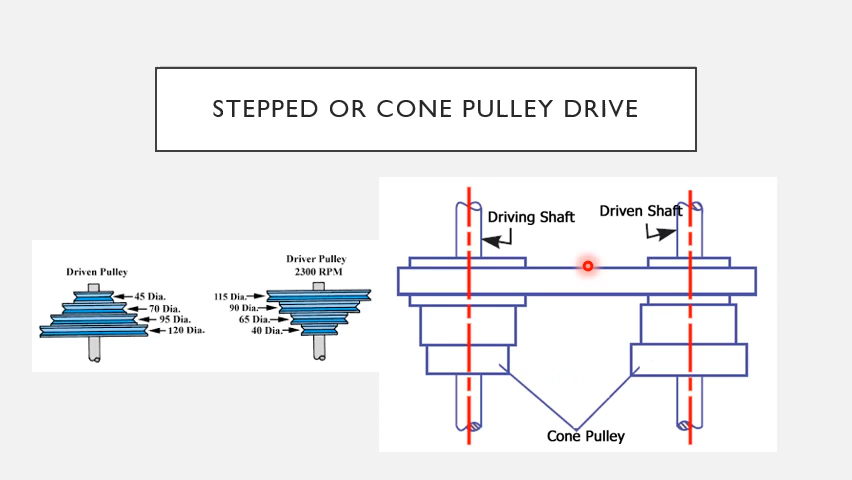 STEPPED OR CONE PULLEY DRIVE
Driven Pulley
45 Dia.
70 Dia.
95 Dia.
120 Dia.
Driver Pulley
2300 RPM
115 Dia.
90 Dia.
65 Dia.
40 Dia.
Driving Shaft
Driven Shaft
Cone Pulley